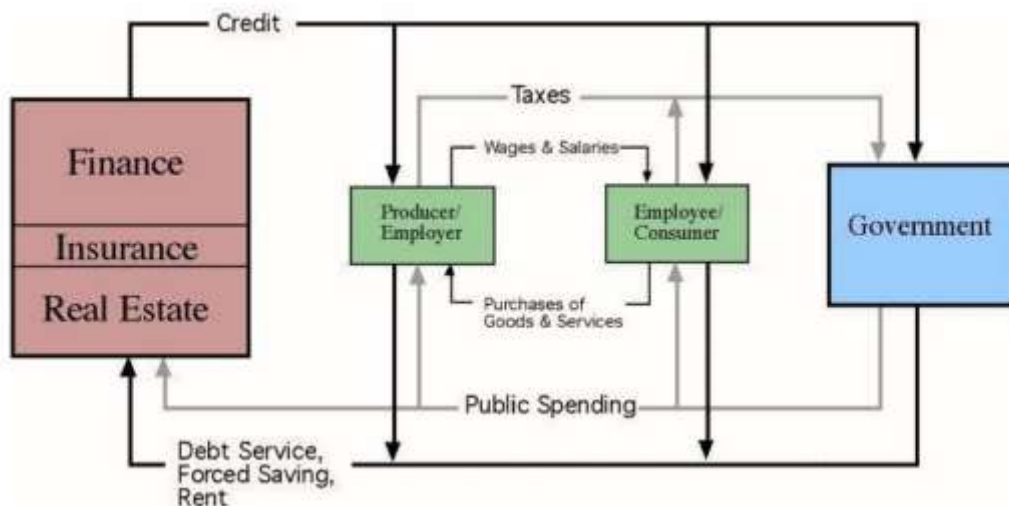 Credit
Taxes
Finance
Insurance
Real Estate
Wages & Salaries
Producer/
Employer
Employee/
Consumer
Government
Purchases of
Goods & Services
Public Spending
Debt Service,
Forced Saving,
Rent